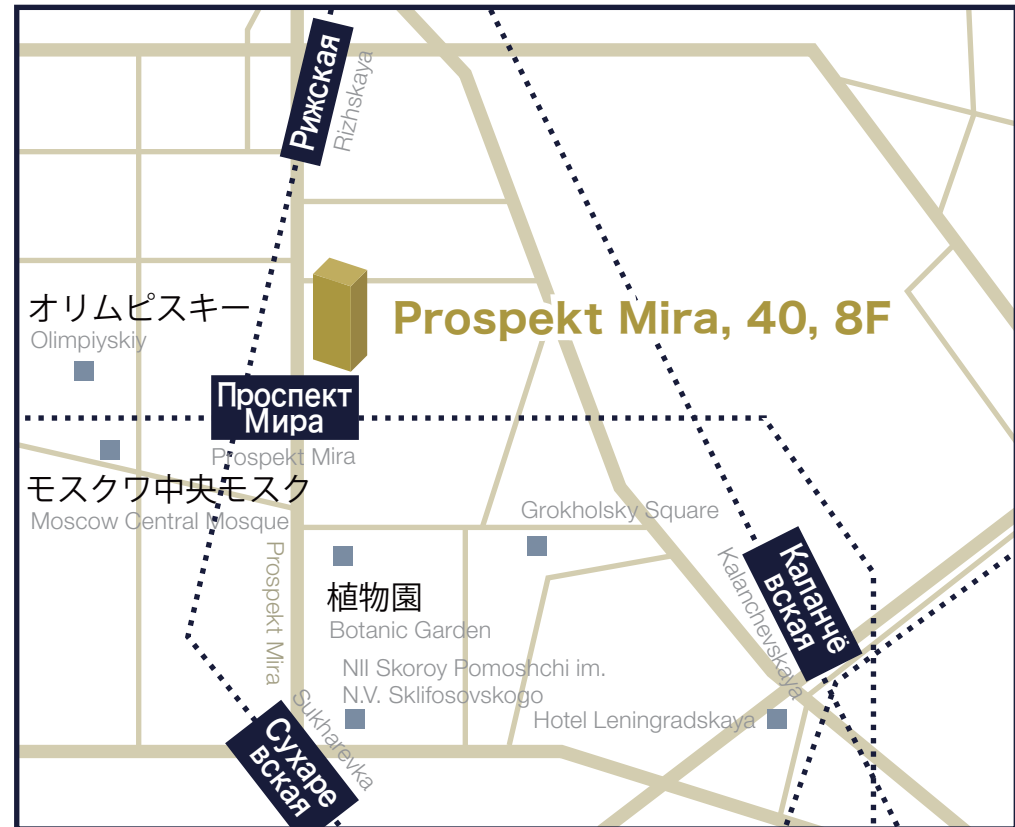 Рижская
Rizhskaya
オリムピスキー
Olimpiyskiy
Prospekt Mira, 40, 8F
Проспект
Мира
Prospekt Mira
モスクワ中央モスク
Moscow Central Mosque
Grokholsky Square
Prospekt Mira
植物園
Botanic Garden
Каланчё
вская
Kalanchevskaya
NII Skoroy Pomoshchi im.
N.V. Sklifosovskogo
Hotel Leningradskaya
Сухаре
вская
Sukharevka